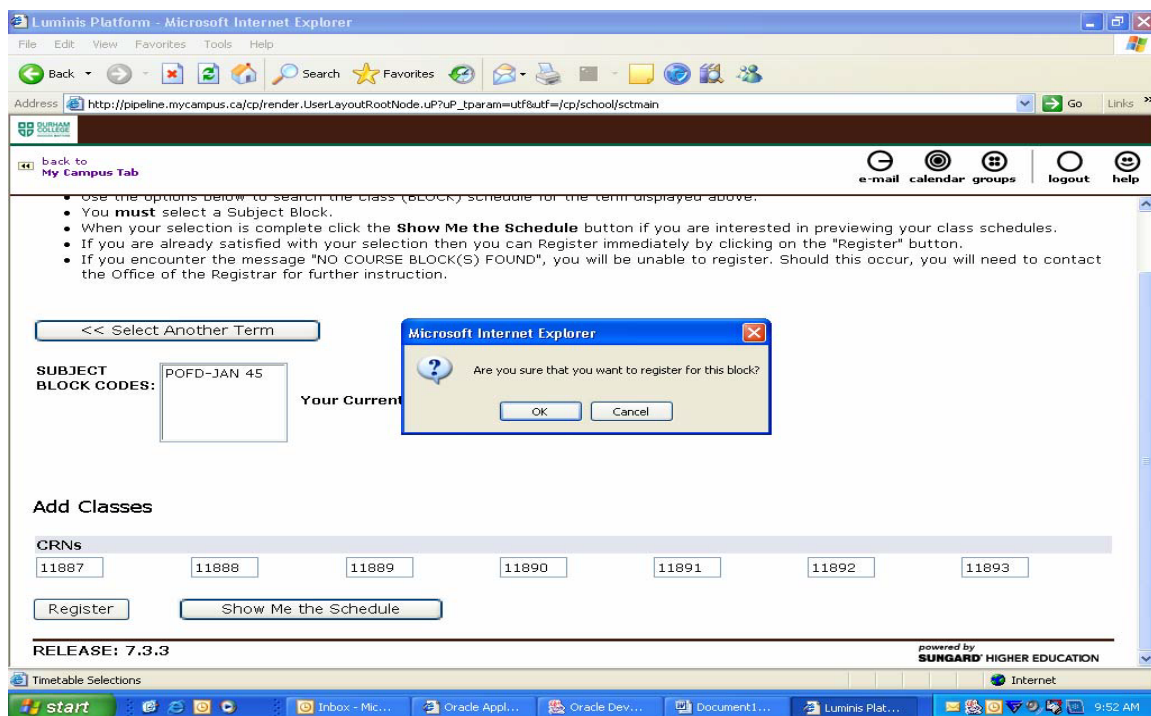 Luminis Platform - Microsoft Internet Explorer
File Edit View Favorites Tools Help
Back Search Favorites
Address http://pipeline.mycampus.ca/cp/render.UserLayoutRootNode.uP?uP_tparam=utf8utf=/cp/school/sctmain Go Links »
DURHAM
COLLEGE
back to
My Campus Tab
e-mail calendar groups logout help
• Use the options below to search the class (BLOCK) schedule for the term displayed above.
• You must select a Subject Block.
• When your selection is complete click the Show Me the Schedule button if you are interested in previewing your class schedules.
• If you are already satisfied with your selection then you can Register immediately by clicking on the "Register" button.
• If you encounter the message "NO COURSE BLOCK(S) FOUND", you will be unable to register. Should this occur, you will need to contact
the Office of the Registrar for further instruction.
<< Select Another Term
Microsoft Internet Explorer
Are you sure that you want to register for this block?
OK Cancel
SUBJECT
BLOCK CODES:
POFD-JAN 45
Your Current
Add Classes
CRNs
11887 11888 11889 11890 11891 11892 11893
Register Show Me the Schedule
RELEASE: 7.3.3
powered by
SUNGARD® HIGHER EDUCATION
Timetable Selections Internet
start Inbox - Mic... Oracle Appl... Oracle Dev... Document1... Luminis Plat... 9:52 AM